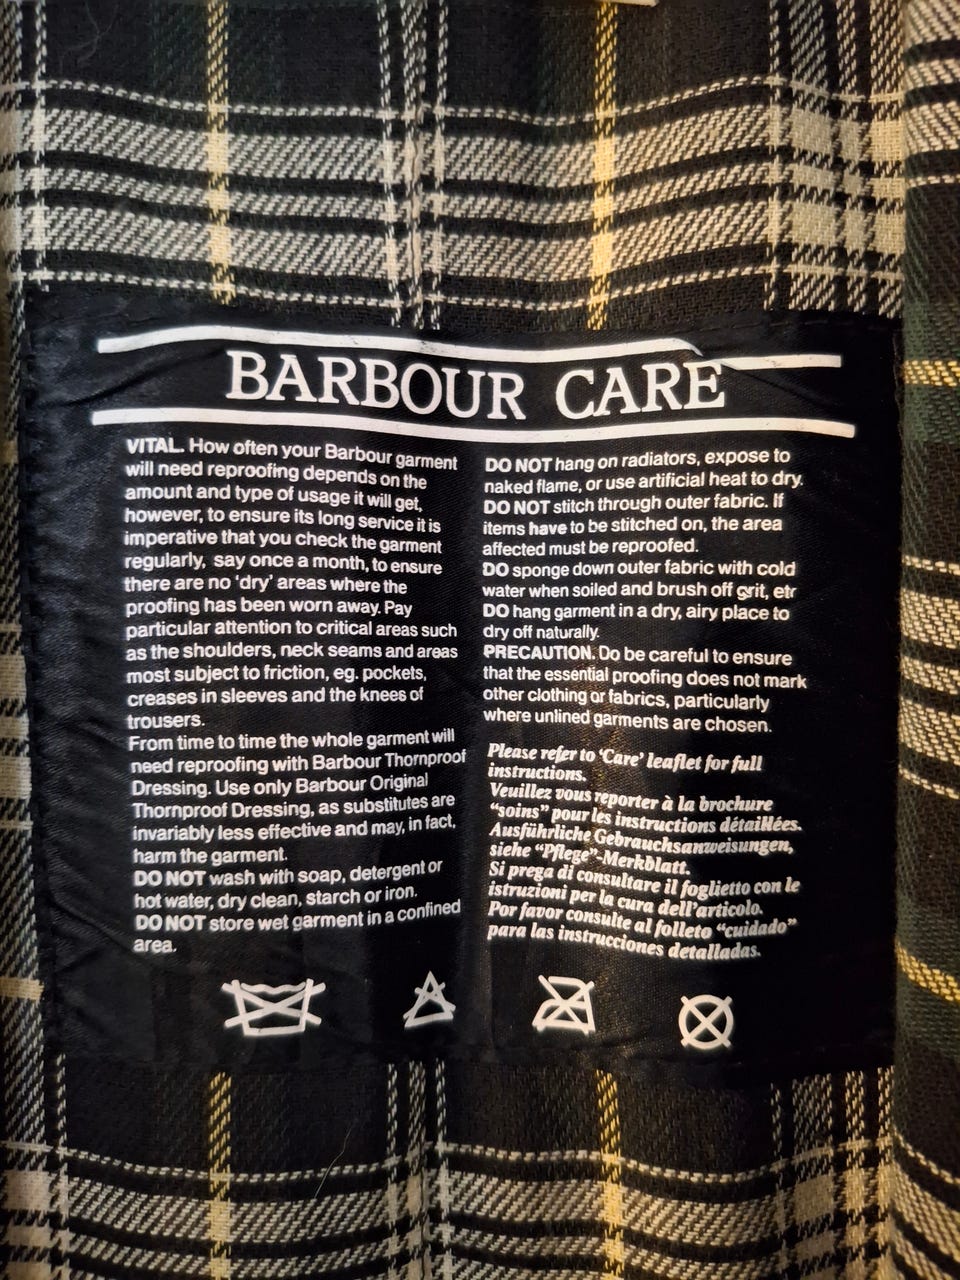 BARBOUR CARE
VITAL. How often your Barbour garment
will need reproofing depends on the
amount and type of usage it will get,
however, to ensure its long service it is
imperative that you check the garment
regularly, say once a month, to ensure
there are no ‘dry’ areas where the
proofing has been worn away. Pay
particular attention to critical areas such
as the shoulders, neck seams and areas
most subject to friction, eg. pockets,
creases in sleeves and the knees of
trousers.
From time to time the whole garment will
need reproofing with Barbour Thornproof
Dressing. Use only Barbour Original
Thornproof Dressing, as substitutes are
invariably less effective and may, in fact,
harm the garment.
DO NOT wash with soap, detergent or
hot water, dry clean, starch or iron.
DO NOT store wet garment in a confined
area.
DO NOT hang on radiators, expose to
naked flame, or use artificial heat to dry.
DO NOT stitch through outer fabric. If
items have to be stitched on, the area
affected must be reproofed.
DO sponge down outer fabric with cold
water when soiled and brush off grit, etr
DO hang garment in a dry, airy place to
dry off naturally.
PRECAUTION. Do be careful to ensure
that the essential proofing does not mark
other clothing or fabrics, particularly
where unlined garments are chosen.
Please refer to ‘Care’ leaflet for full
instructions.
Veuillez vous reporter à la brochure
“soins” pour les instructions détaillées.
Ausführliche Gebrauchsanweisungen,
siehe “Pflege”-Merkblatt.
Si prega di consultare il foglietto con le
istruzioni per la cura dell’articolo.
Por favor consulte al folleto “cuidado”
para las instrucciones detalladas.